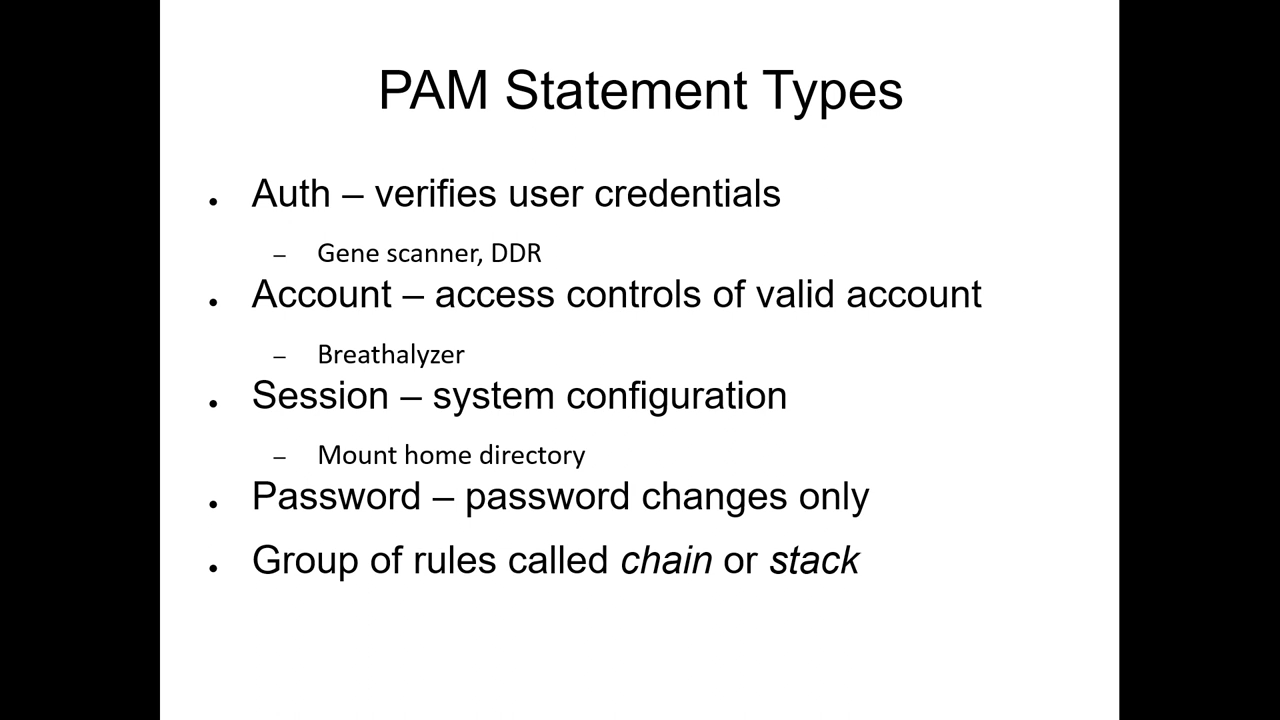 PAM Statement Types
• Auth – verifies user credentials
– Gene scanner, DDR
• Account – access controls of valid account
– Breathalyzer
• Session – system configuration
– Mount home directory
• Password – password changes only
• Group of rules called chain or stack